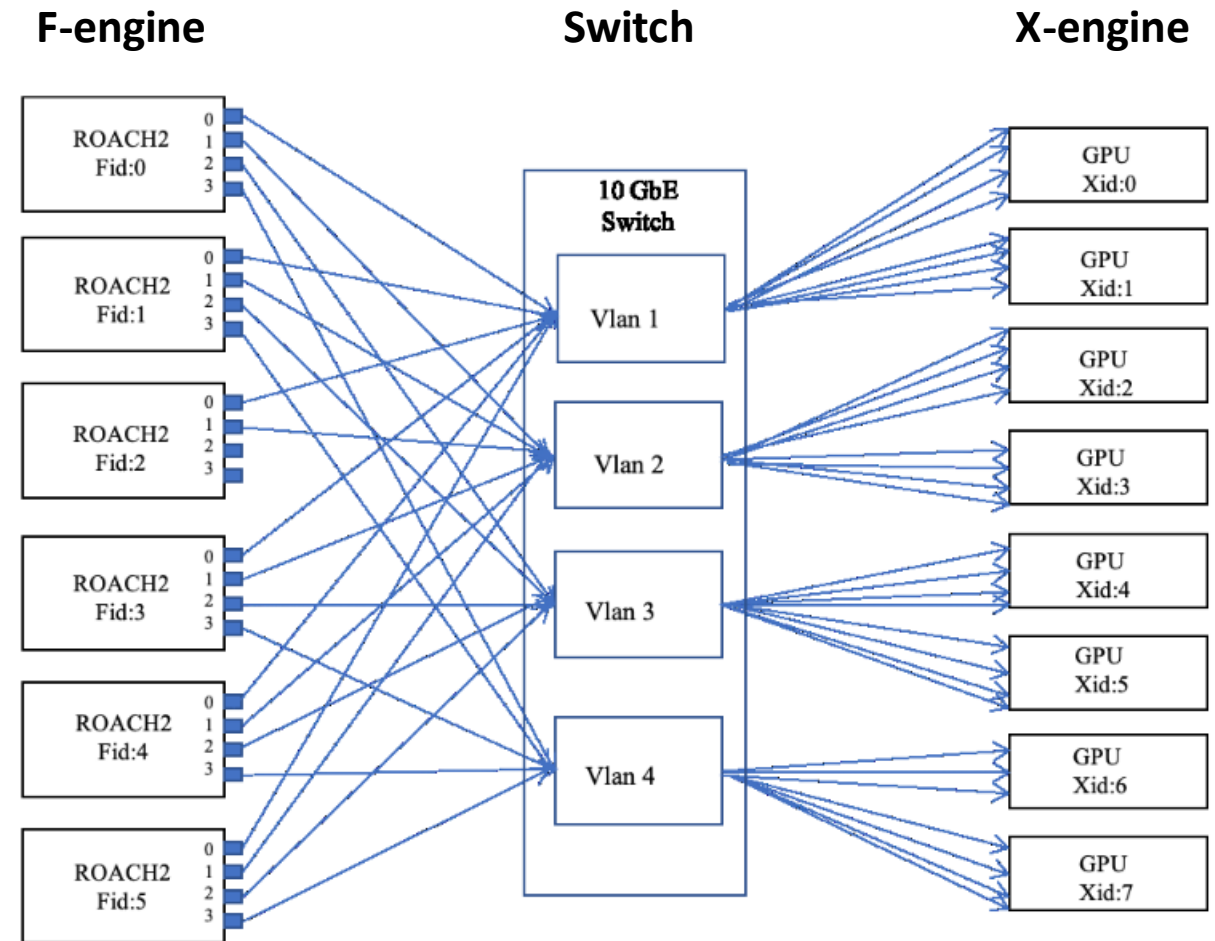 F-engine
Switch
X-engine
ROACH2
Fid:0
0
1
2
3
ROACH2
Fid:1
0
1
2
3
ROACH2
Fid:2
0
1
2
3
ROACH2
Fid:3
0
1
2
3
ROACH2
Fid:4
0
1
2
3
ROACH2
Fid:5
0
1
2
3
10 GbE
Switch
Vlan 1
Vlan 2
Vlan 3
Vlan 4
GPU
Xid:0
GPU
Xid:1
GPU
Xid:2
GPU
Xid:3
GPU
Xid:4
GPU
Xid:5
GPU
Xid:6
GPU
Xid:7